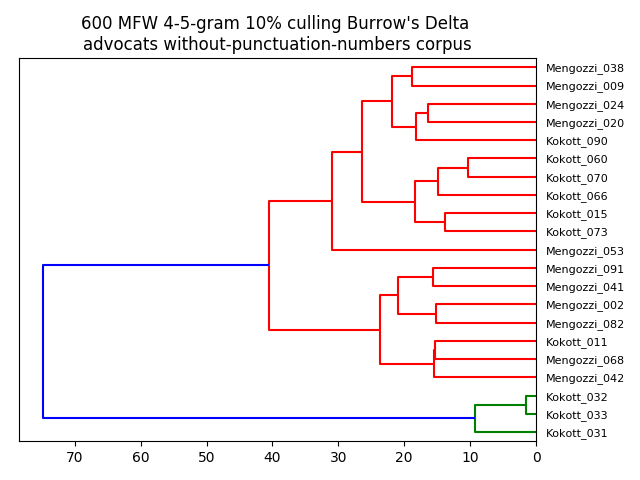 600 MFW 4-5-gram 10% culling Burrow's Delta
advocats without-punctuation-numbers corpus
Mengozzi_038
Mengozzi_009
Mengozzi_024
Mengozzi_020
Kokott_090
Kokott_060
Kokott_070
Kokott_066
Kokott_015
Kokott_073
Mengozzi_053
Mengozzi_091
Mengozzi_041
Mengozzi_002
Mengozzi_082
Kokott_011
Mengozzi_068
Mengozzi_042
Kokott_032
Kokott_033
Kokott_031
70 60 50 40 30 20 10 0